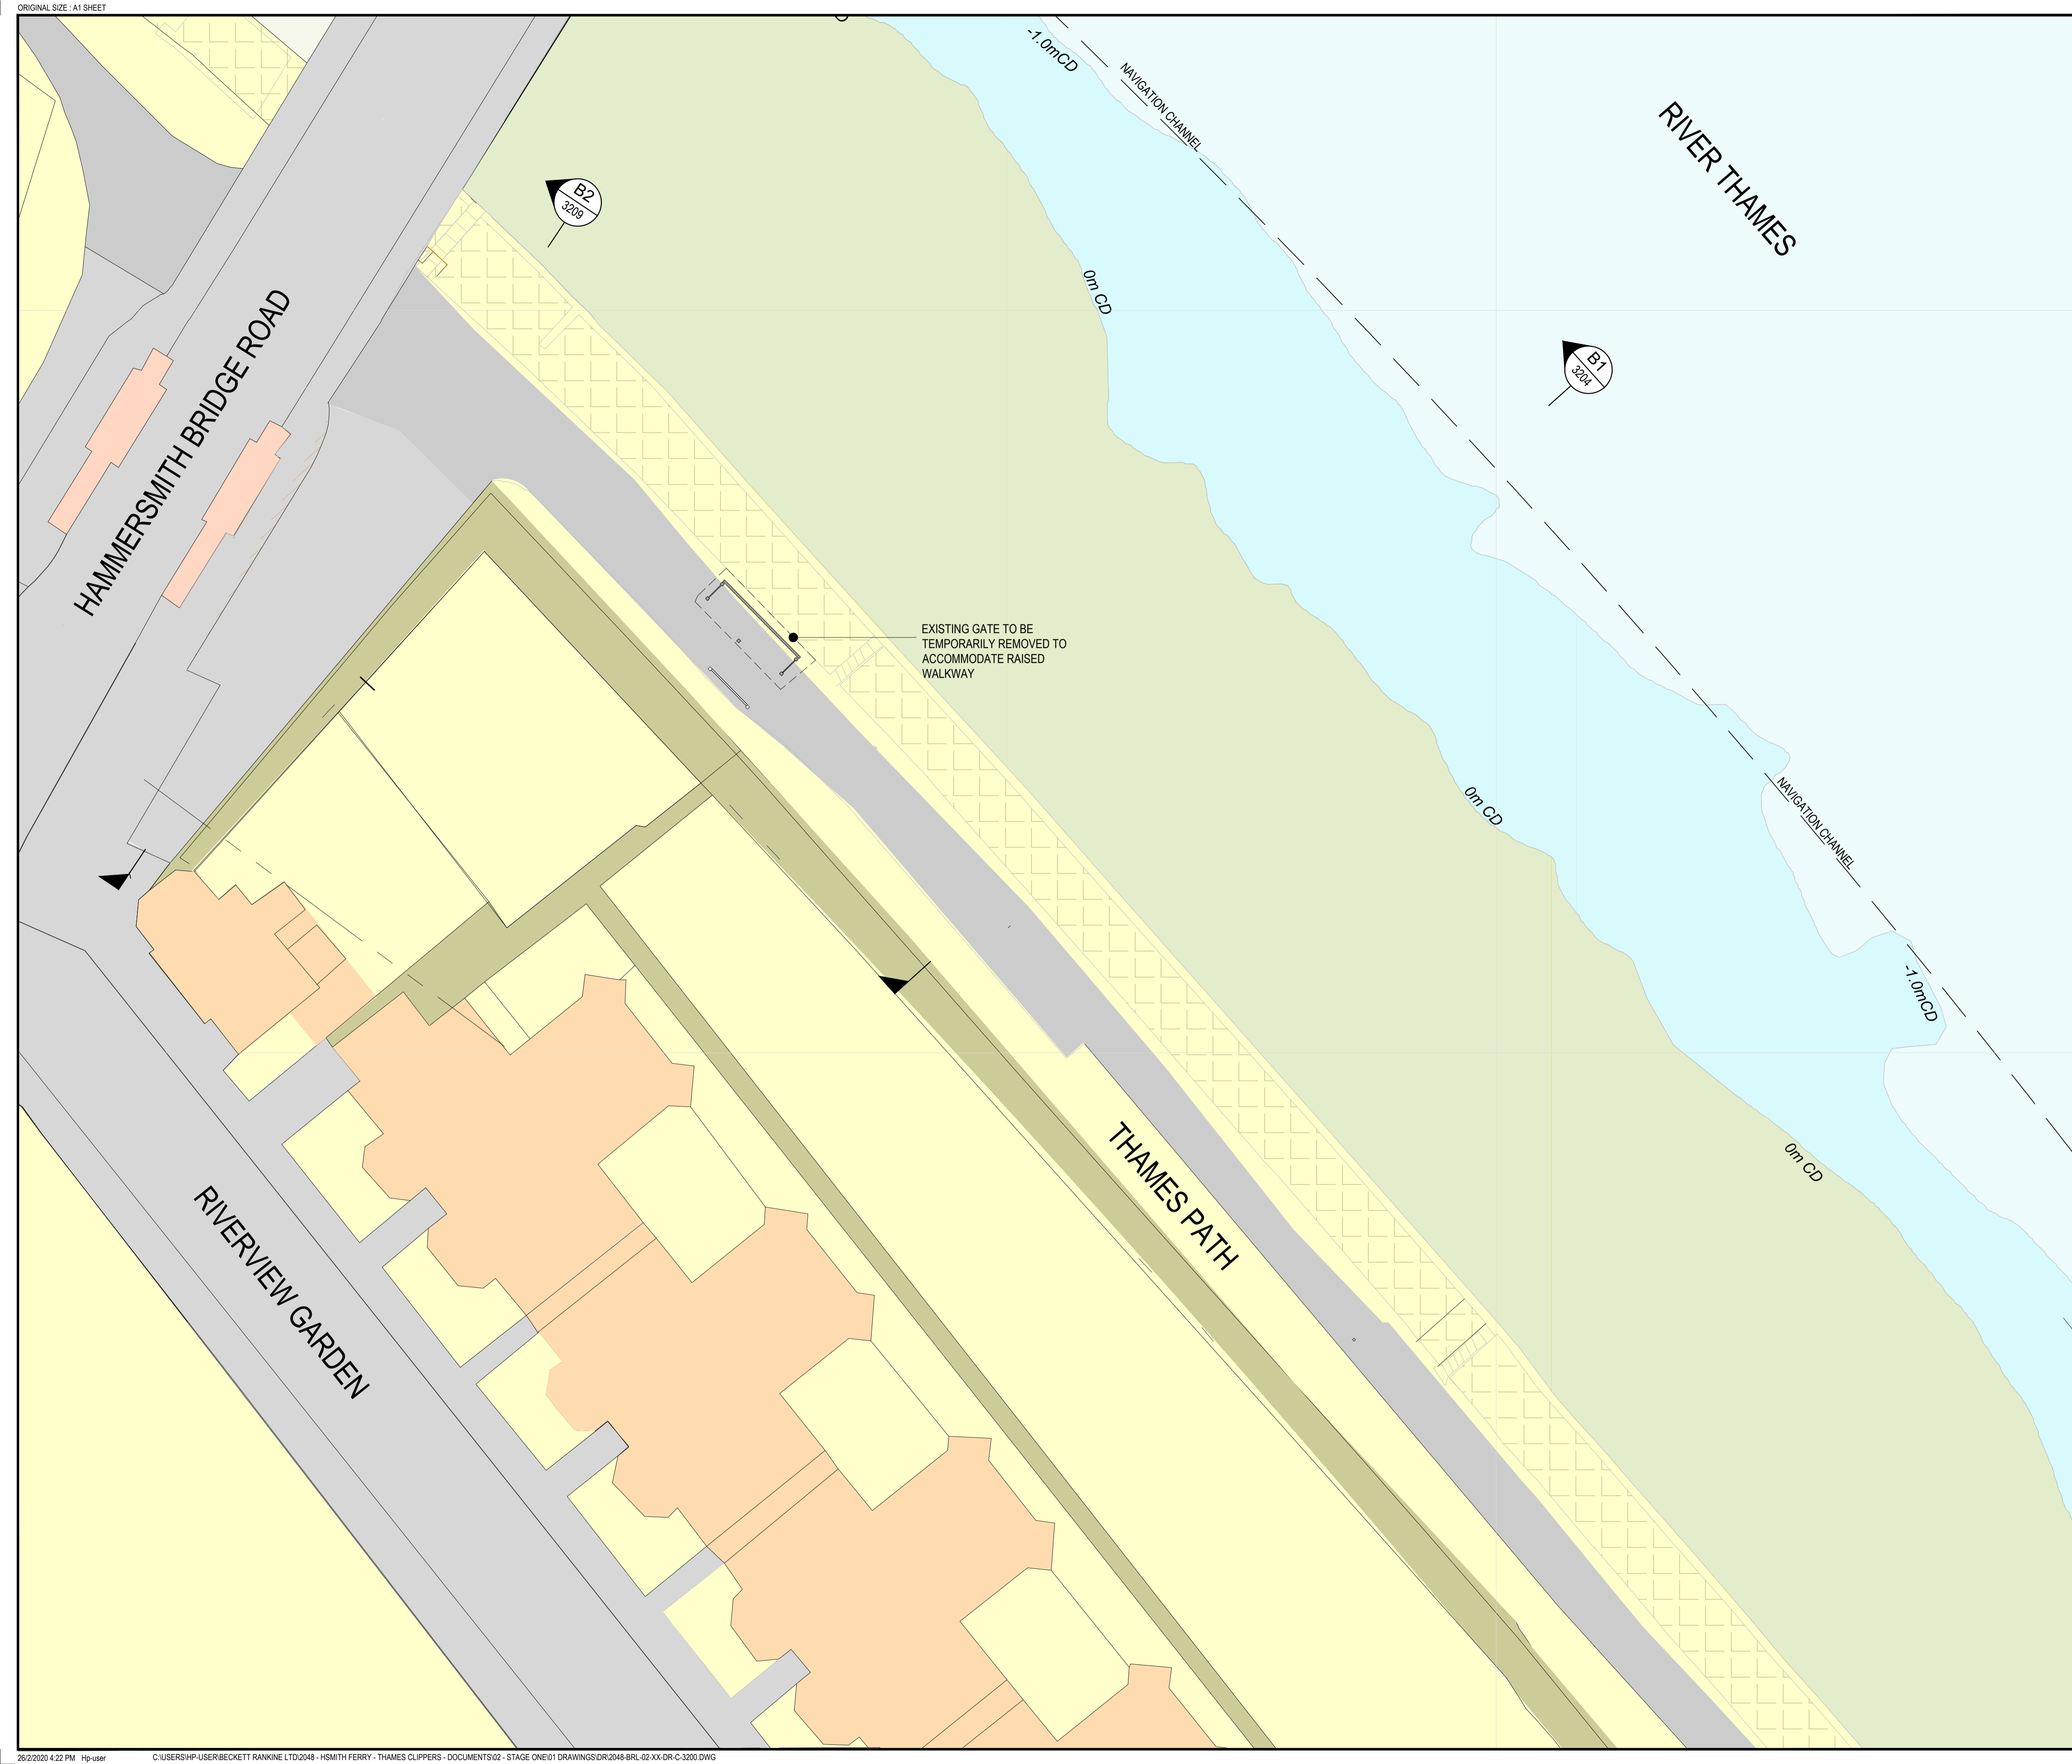 ORIGINAL SIZE : A1 SHEET
-1.0mCD
NAVIGATION CHANNEL
RIVER THAMES
B2
3209
0m CD
HAMMERSMITH BRIDGE ROAD
B1
3204
EXISTING GATE TO BE
TEMPORARILY REMOVED TO
ACCOMMODATE RAISED
WALKWAY
0m CD
NAVIGATION CHANNEL
-1.0mCD
THAMES PATH
0m CD
RIVERVIEW GARDEN
26/2/2020 4:22 PM Hp-user C:\USERS\HP-USER\BECKETT RANKINE LTD\2048 - HSMITH FERRY - THAMES CLIPPERS - DOCUMENTS\02 - STAGE ONE\01 DRAWINGS\DR\2048-BRL-02-XX-DR-C-3200.DWG